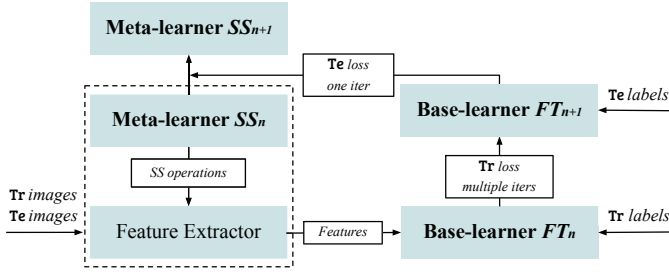 Meta-learner SSn+1
Te loss
one iter
Meta-learner SSn
Base-learner FTn+1
Te labels
SS operations
Tr loss
multiple iters
Tr images
Te images
Feature Extractor
Features
Base-learner FTn
Tr labels